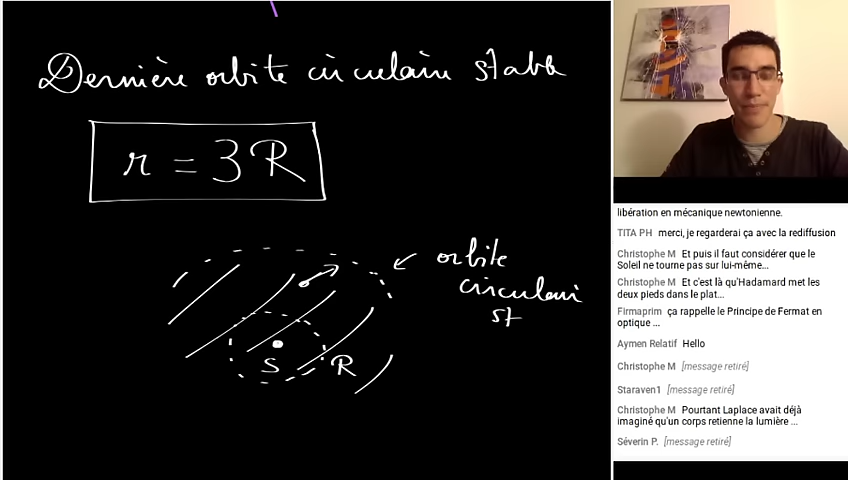 Dernière orbite circulaire stable
r = 3R
orbite
circulair
st
S
R
libération en mécanique newtonienne.
TITA PH merci, je regarderai ça avec la rediffusion
Christophe M Et puis il faut considérer que le
Soleil ne tourne pas sur lui-même...
Christophe M Et c'est là qu'Hadamard met les
deux pieds dans le plat...
Firmaprim ça rappelle le Principe de Fermat en
optique ...
Aymen Relatif Hello
Christophe M [message retiré]
Staraven1 [message retiré]
Christophe M Pourtant Laplace avait déjà
imaginé qu'un corps retienne la lumière ...
Séverin P. [message retiré]